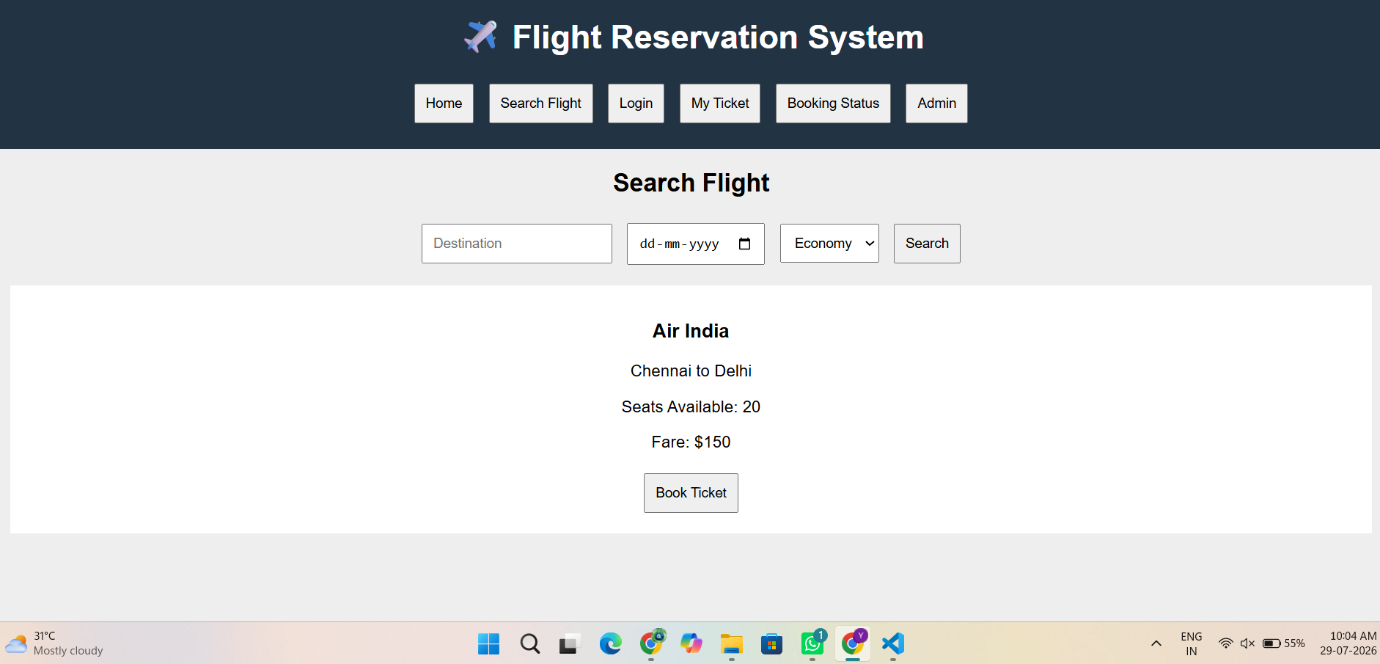 Flight Reservation System
Home Search Flight Login My Ticket Booking Status Admin
Search Flight
Destination dd-mm-yyyy Economy Search
Air India
Chennai to Delhi
Seats Available: 20
Fare: $150
Book Ticket
31°C
Mostly cloudy
1
V
ENG
IN
55%
10:04 AM
29-07-2026